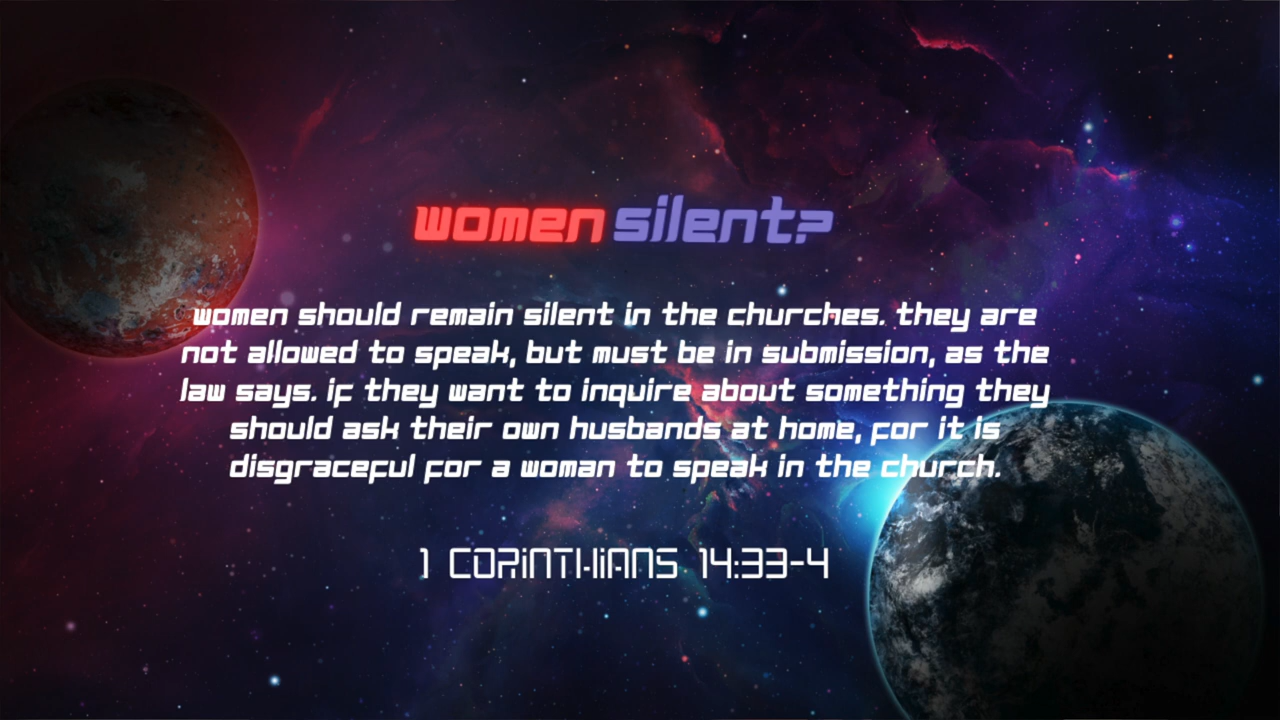 women silent?
women should remain silent in the churches. they are
not allowed to speak, but must be in submission, as the
law says. if they want to inquire about something they
should ask their own husbands at home, for it is
disgraceful for a woman to speak in the church.
1 CORINTHIANS 14:33-4